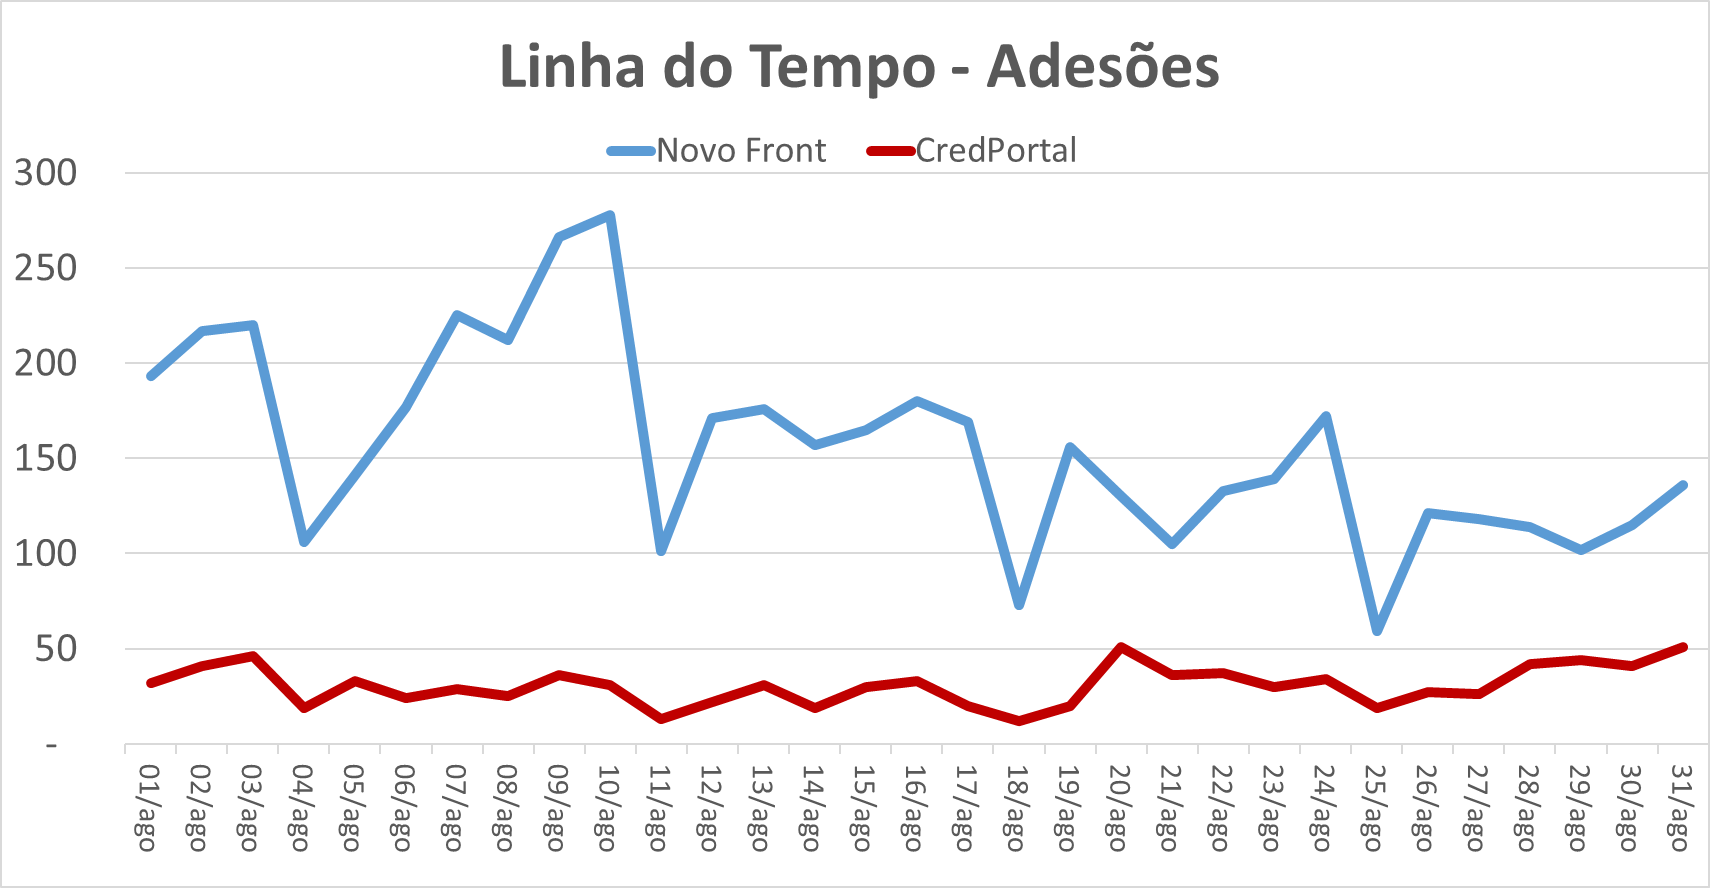 Linha do Tempo - Adesões
Novo Front CredPortal
300
250
200
150
100
50
-
01/ago
02/ago
03/ago
04/ago
05/ago
06/ago
07/ago
08/ago
09/ago
10/ago
11/ago
12/ago
13/ago
14/ago
15/ago
16/ago
17/ago
18/ago
19/ago
20/ago
21/ago
22/ago
23/ago
24/ago
25/ago
26/ago
27/ago
28/ago
29/ago
30/ago
31/ago